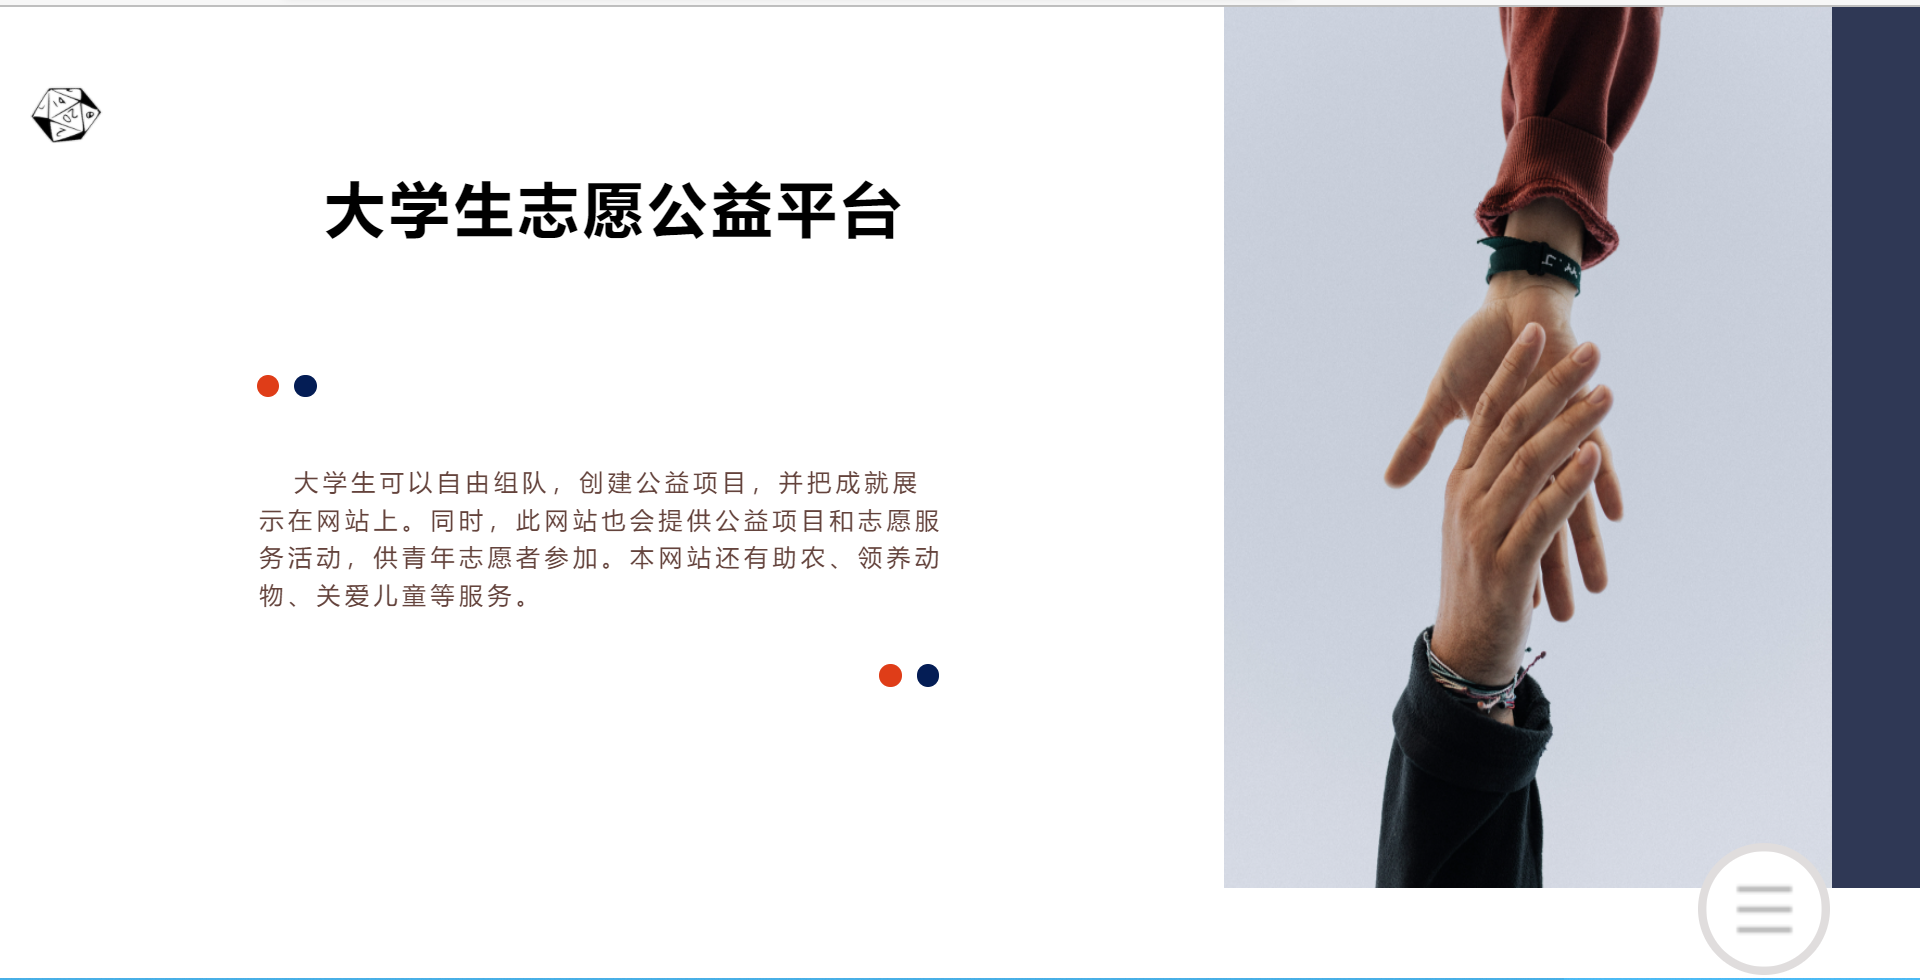 大学生志愿公益平台
大学生可以自由组队，创建公益项目，并把成就展
示在网站上。同时，此网站也会提供公益项目和志愿服
务活动，供青年志愿者参加。本网站还有助农、领养动
物、关爱儿童等服务。
14
20